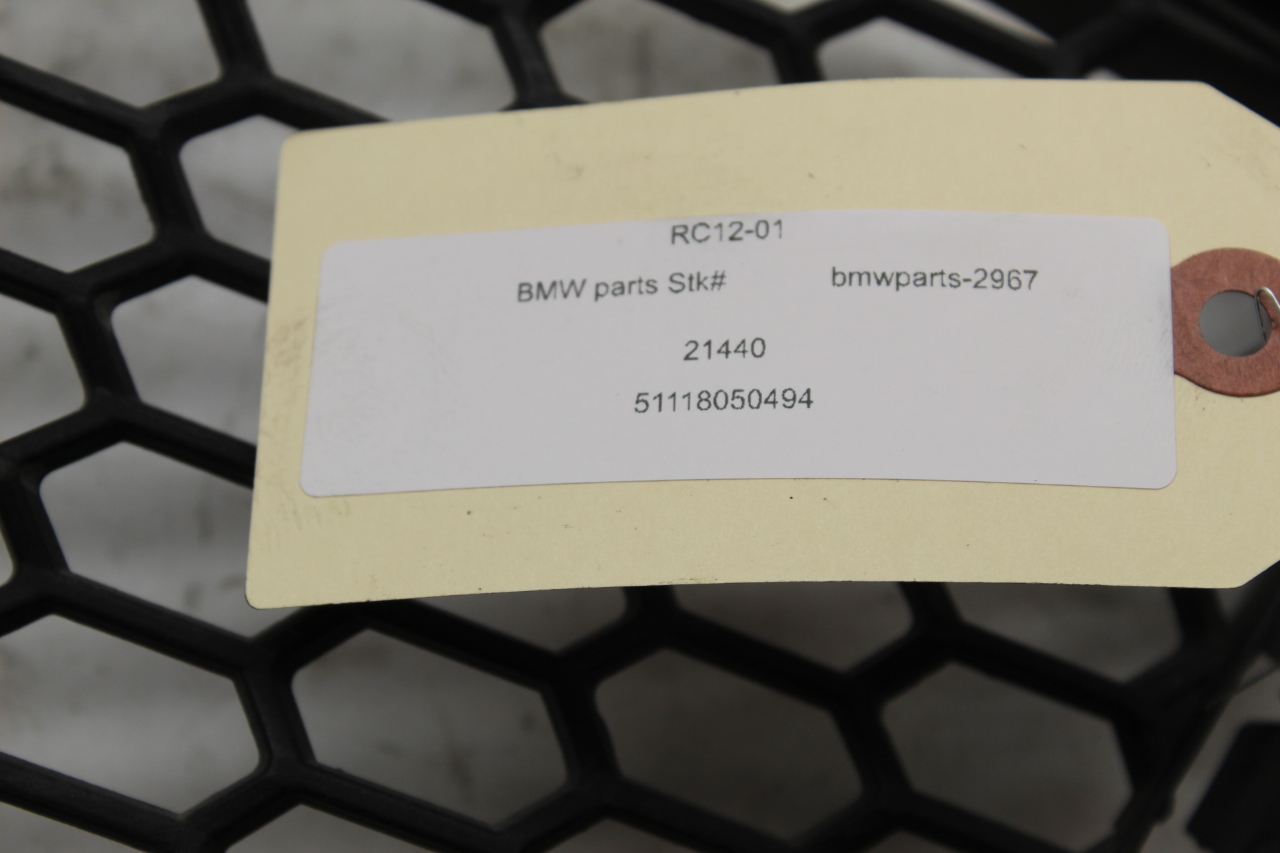 RC12-01
BMW parts Stk# bmwparts-2967
21440
51118050494